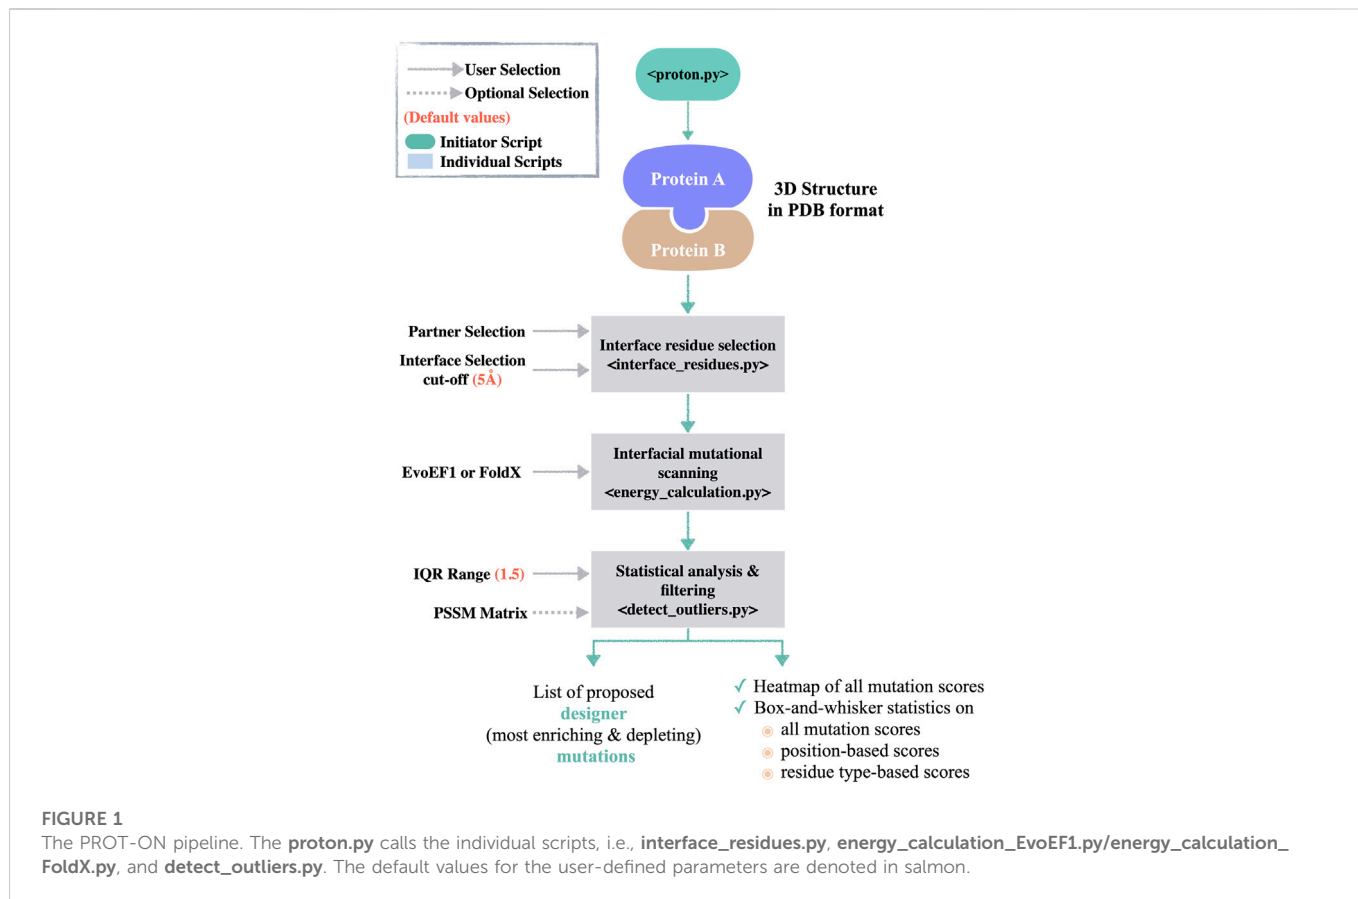 User Selection
Optional Selection
(Default values)
Initiator Script
Individual Scripts
<proton.py>
Protein A
Protein B
3D Structure
in PDB format
Partner Selection
Interface Selection
cut-off (5Å)
Interface residue selection
<interface_residues.py>
EvoEF1 or FoldX
Interfacial mutational
scanning
<energy_calculation.py>
IQR Range (1.5)
PSSM Matrix
Statistical analysis &
filtering
<detect_outliers.py>
List of proposed
designer
(most enriching & depleting)
mutations
✓ Heatmap of all mutation scores
✓ Box-and-whisker statistics on
all mutation scores
position-based scores
residue type-based scores
FIGURE 1
The PROT-ON pipeline. The proton.py calls the individual scripts, i.e., interface_residues.py, energy_calculation_EvoEF1.py/energy_calculation_
FoldX.py, and detect_outliers.py. The default values for the user-defined parameters are denoted in salmon.